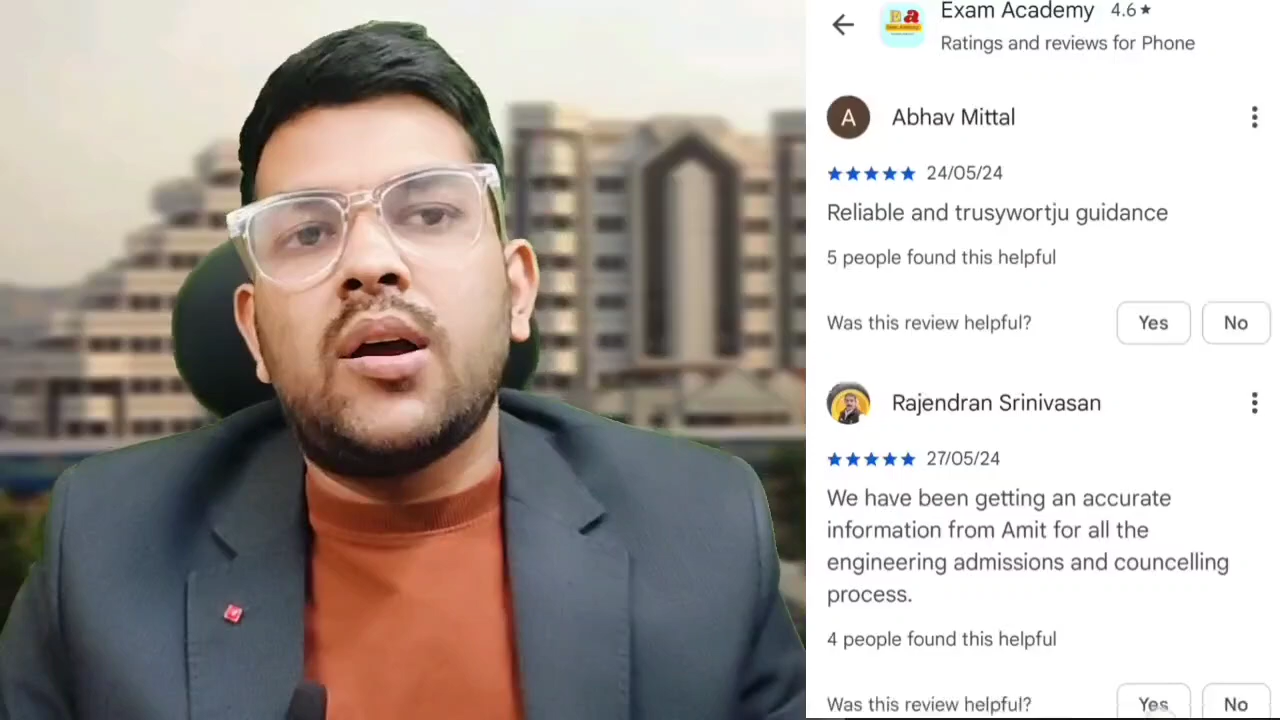 Exam Academy 4.6★
Ratings and reviews for Phone
A Abhav Mittal
★★★★★ 24/05/24
Reliable and trusywortju guidance
5 people found this helpful
Was this review helpful? Yes No
Rajendran Srinivasan
★★★★★ 27/05/24
We have been getting an accurate
information from Amit for all the
engineering admissions and councelling
process.
4 people found this helpful
Was this review helpful? Yes No